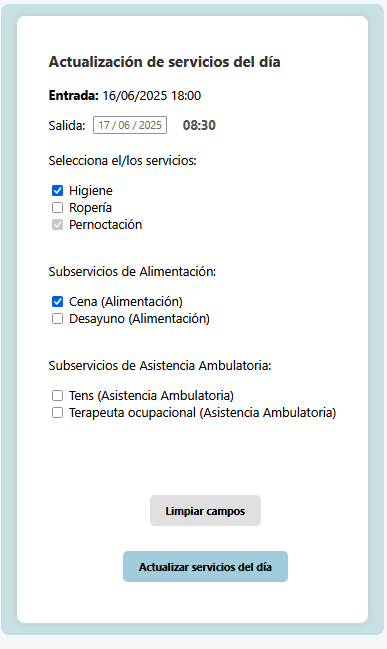 Actualización de servicios del día
Entrada: 16/06/2025 18:00
Salida: 17 / 06 / 2025 08:30
Selecciona el/los servicios:
Higiene
Ropería
Pernoctación
Subservicios de Alimentación:
Cena (Alimentación)
Desayuno (Alimentación)
Subservicios de Asistencia Ambulatoria:
Tens (Asistencia Ambulatoria)
Terapeuta ocupacional (Asistencia Ambulatoria)
Limpiar campos
Actualizar servicios del día